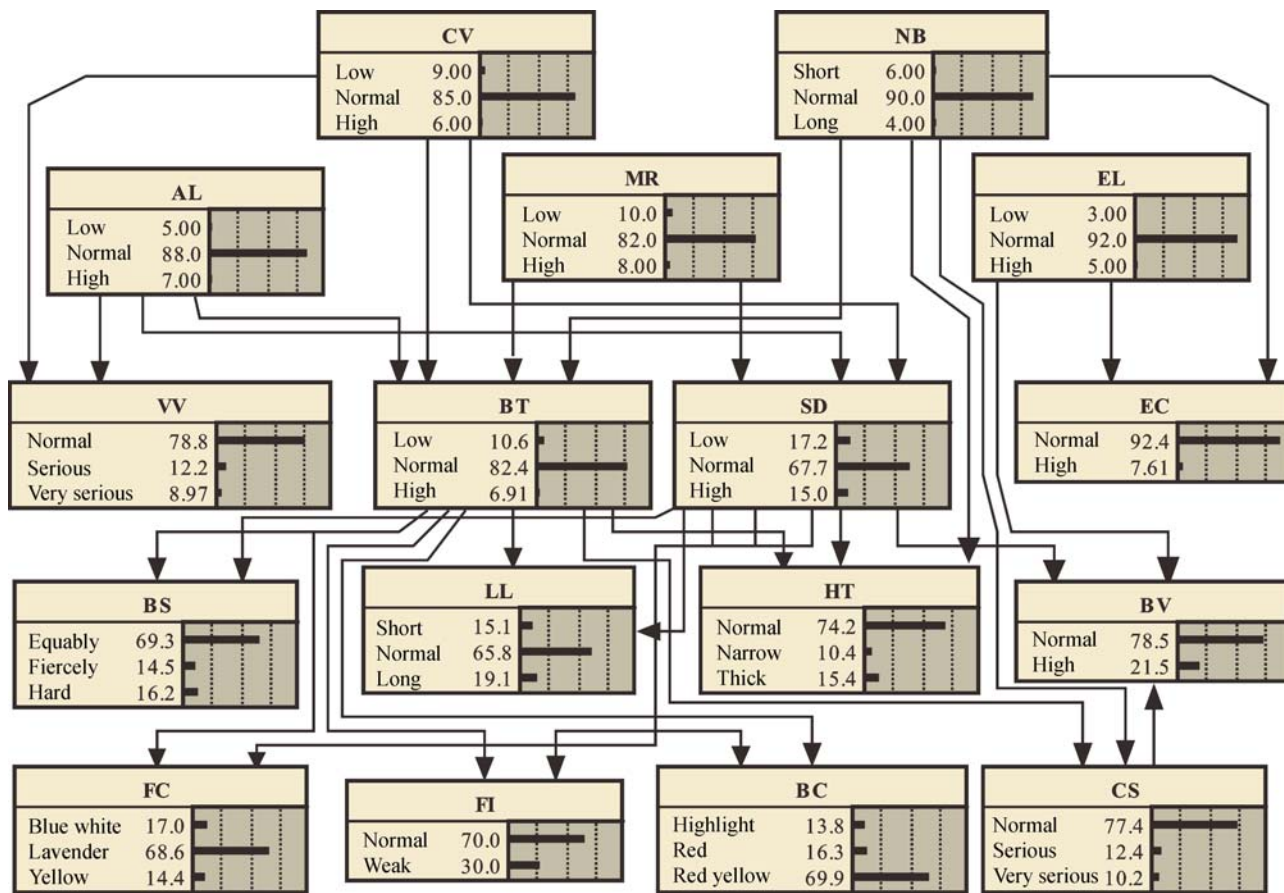 CV
Low 9.00
Normal 85.0
High 6.00
NB
Short 6.00
Normal 90.0
Long 4.00
AL
Low 5.00
Normal 88.0
High 7.00
MR
Low 10.0
Normal 82.0
High 8.00
EL
Low 3.00
Normal 92.0
High 5.00
VV
Normal 78.8
Serious 12.2
Very serious 8.97
BT
Low 10.6
Normal 82.4
High 6.91
SD
Low 17.2
Normal 67.7
High 15.0
EC
Normal 92.4
High 7.61
BS
Equably 69.3
Fiercely 14.5
Hard 16.2
LL
Short 15.1
Normal 65.8
Long 19.1
HT
Normal 74.2
Narrow 10.4
Thick 15.4
BV
Normal 78.5
High 21.5
FC
Blue white 17.0
Lavender 68.6
Yellow 14.4
FI
Normal 70.0
Weak 30.0
BC
Highlight 13.8
Red 16.3
Red yellow 69.9
CS
Normal 77.4
Serious 12.4
Very serious 10.2